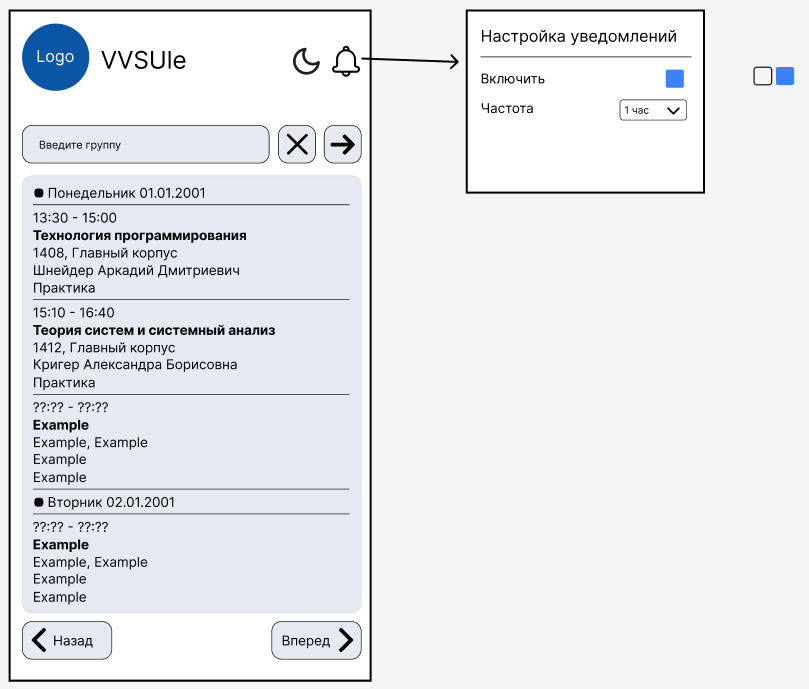 Logo
VVSUle
Введите группу
Понедельник 01.01.2001
13:30 - 15:00
Технология программирования
1408, Главный корпус
Шнейдер Аркадий Дмитриевич
Практика
15:10 - 16:40
Теория систем и системный анализ
1412, Главный корпус
Кригер Александра Борисовна
Практика
??:?? - ??:??
Example
Example, Example
Example
Example
Вторник 02.01.2001
??:?? - ??:??
Example
Example, Example
Example
Example
Назад
Вперед
Настройка уведомлений
Включить
Частота
1 час